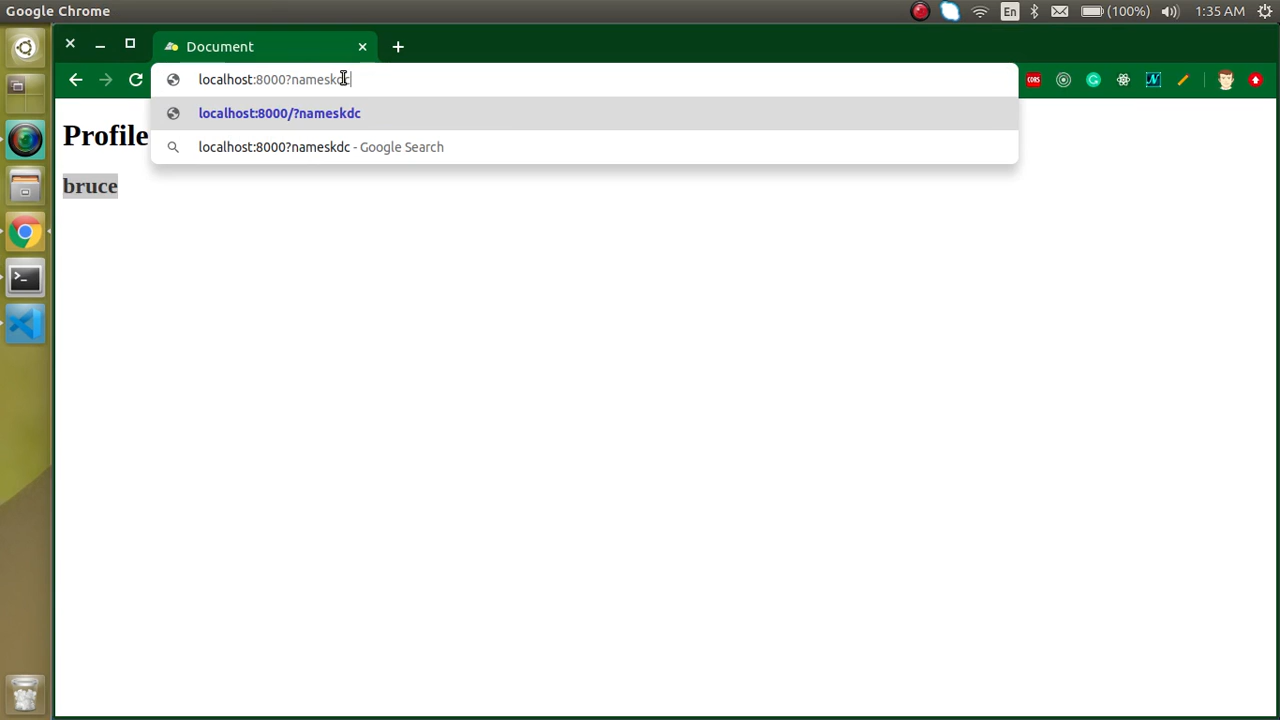 Google Chrome
En
(100%)
1:35 AM
Document
localhost:8000?nameskdc
CORS
localhost:8000/?nameskdc
localhost:8000?nameskdc - Google Search
Profile
bruce